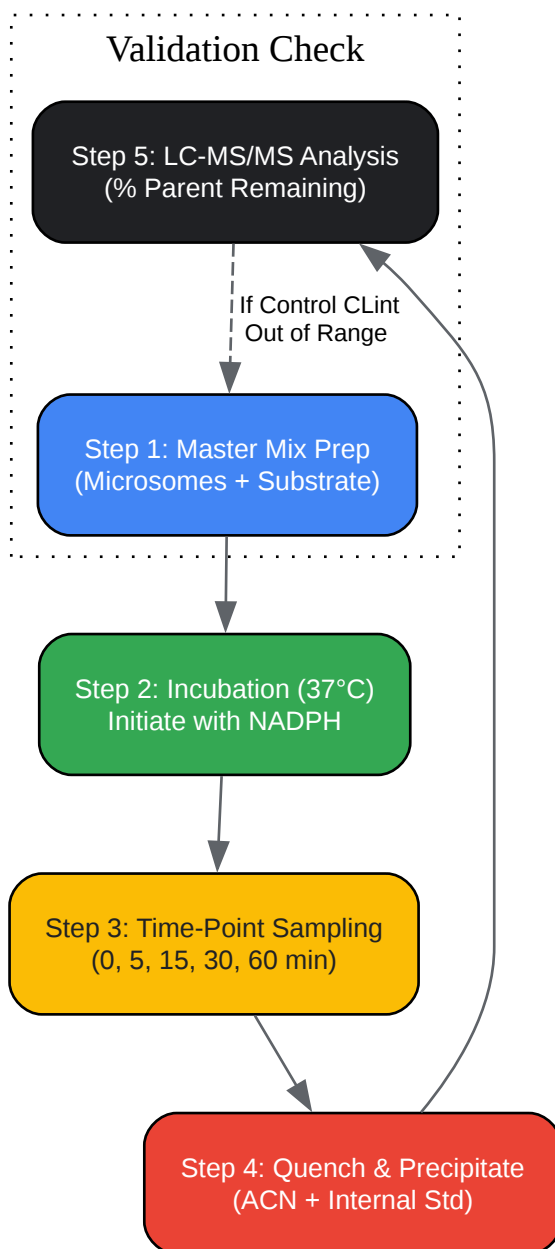 Validation Check
Step 5: LC-MS/MS Analysis
(% Parent Remaining)
If Control CLint
Out of Range
Step 1: Master Mix Prep
(Microsomes + Substrate)
Step 2: Incubation (37°C)
Initiate with NADPH
Step 3: Time-Point Sampling
(0, 5, 15, 30, 60 min)
Step 4: Quench & Precipitate
(ACN + Internal Std)